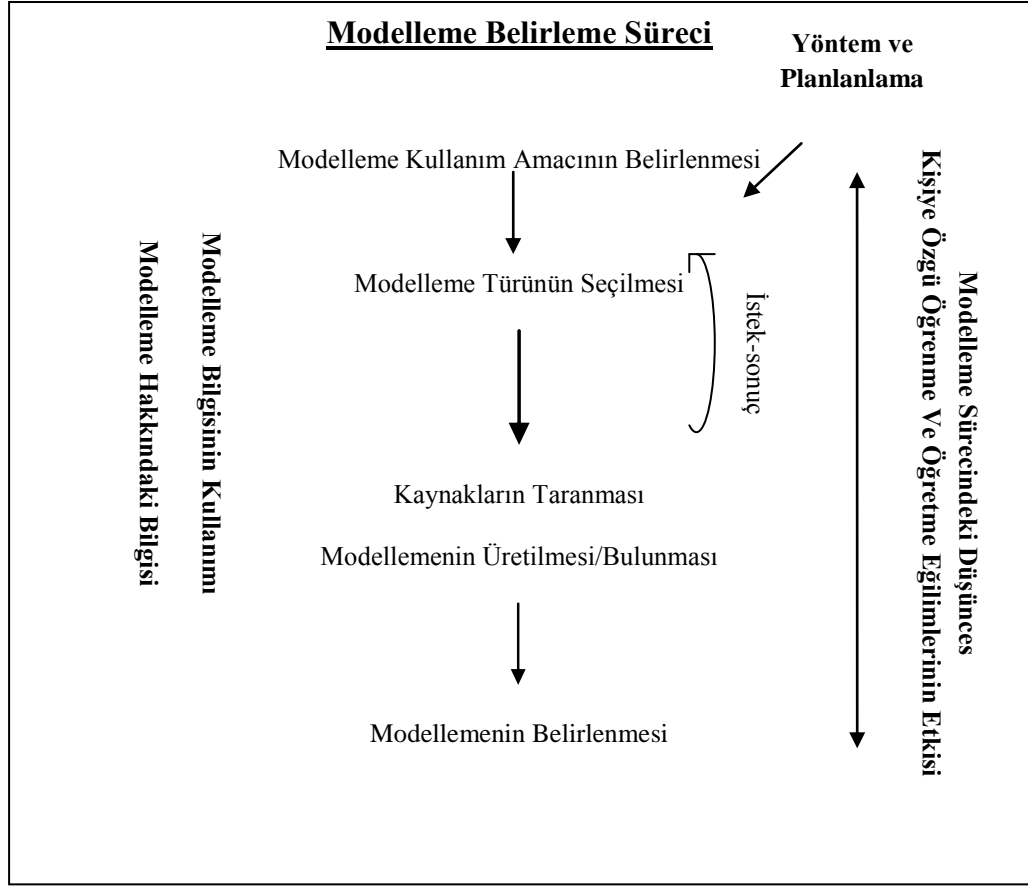 Modelleme Belirleme Süreci
Yöntem ve
Planlanlama
Modelleme Kullanım Amacının Belirlenmesi
Modelleme Türünün Seçilmesi
İstek-sonuç
Kaynakların Taranması
Modellemenin Üretilmesi/Bulunması
Modellemenin Belirlenmesi
Modelleme Hakkındaki Bilgisi
Modelleme Bilgisinin Kullanımı
Modelleme Sürecindeki Düşünces
Kişiye Özgü Öğrenme Ve Öğretme Eğilimlerinin Etkisi